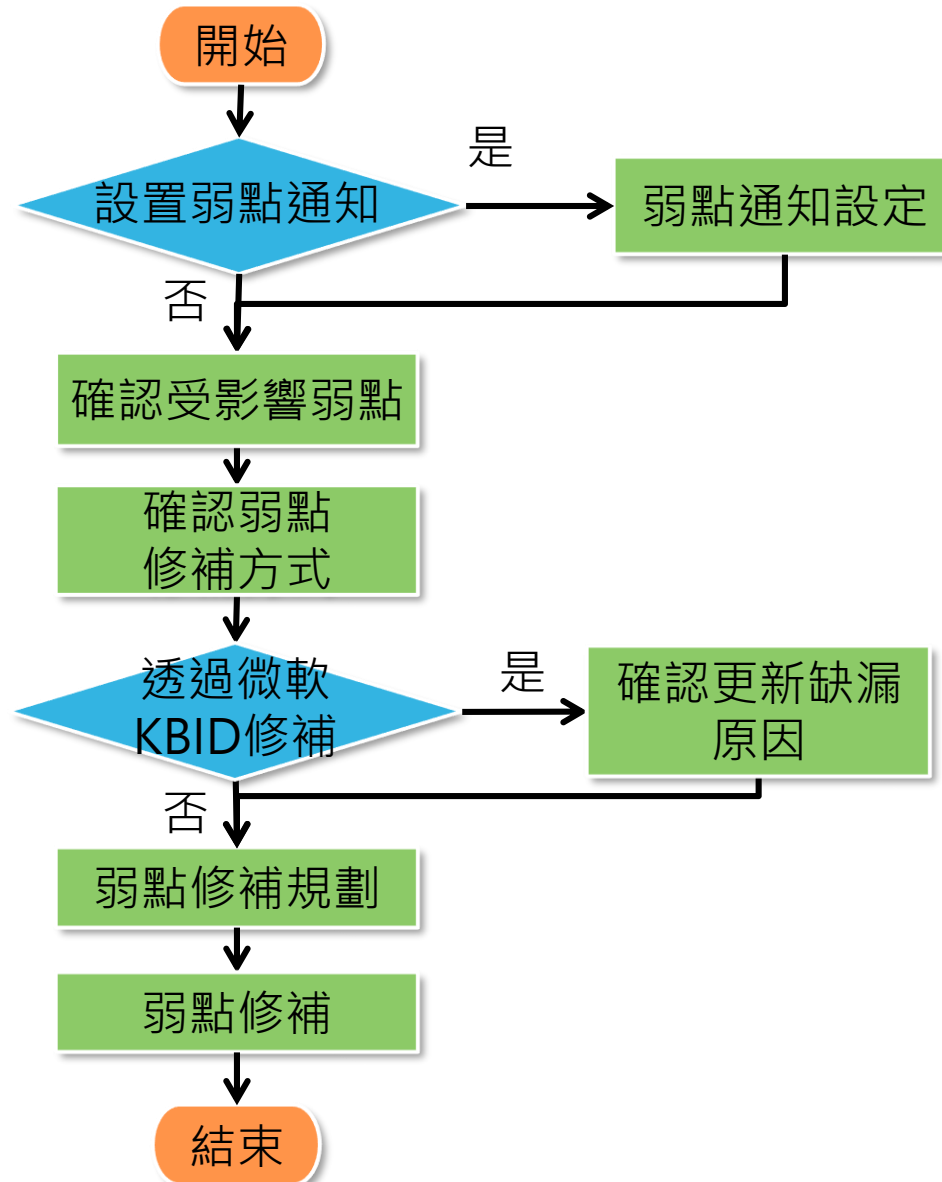 開始
設置弱點通知
是
弱點通知設定
否
確認受影響弱點
確認弱點
修補方式
透過微軟
KBID修補
是
確認更新缺漏
原因
否
弱點修補規劃
弱點修補
結束